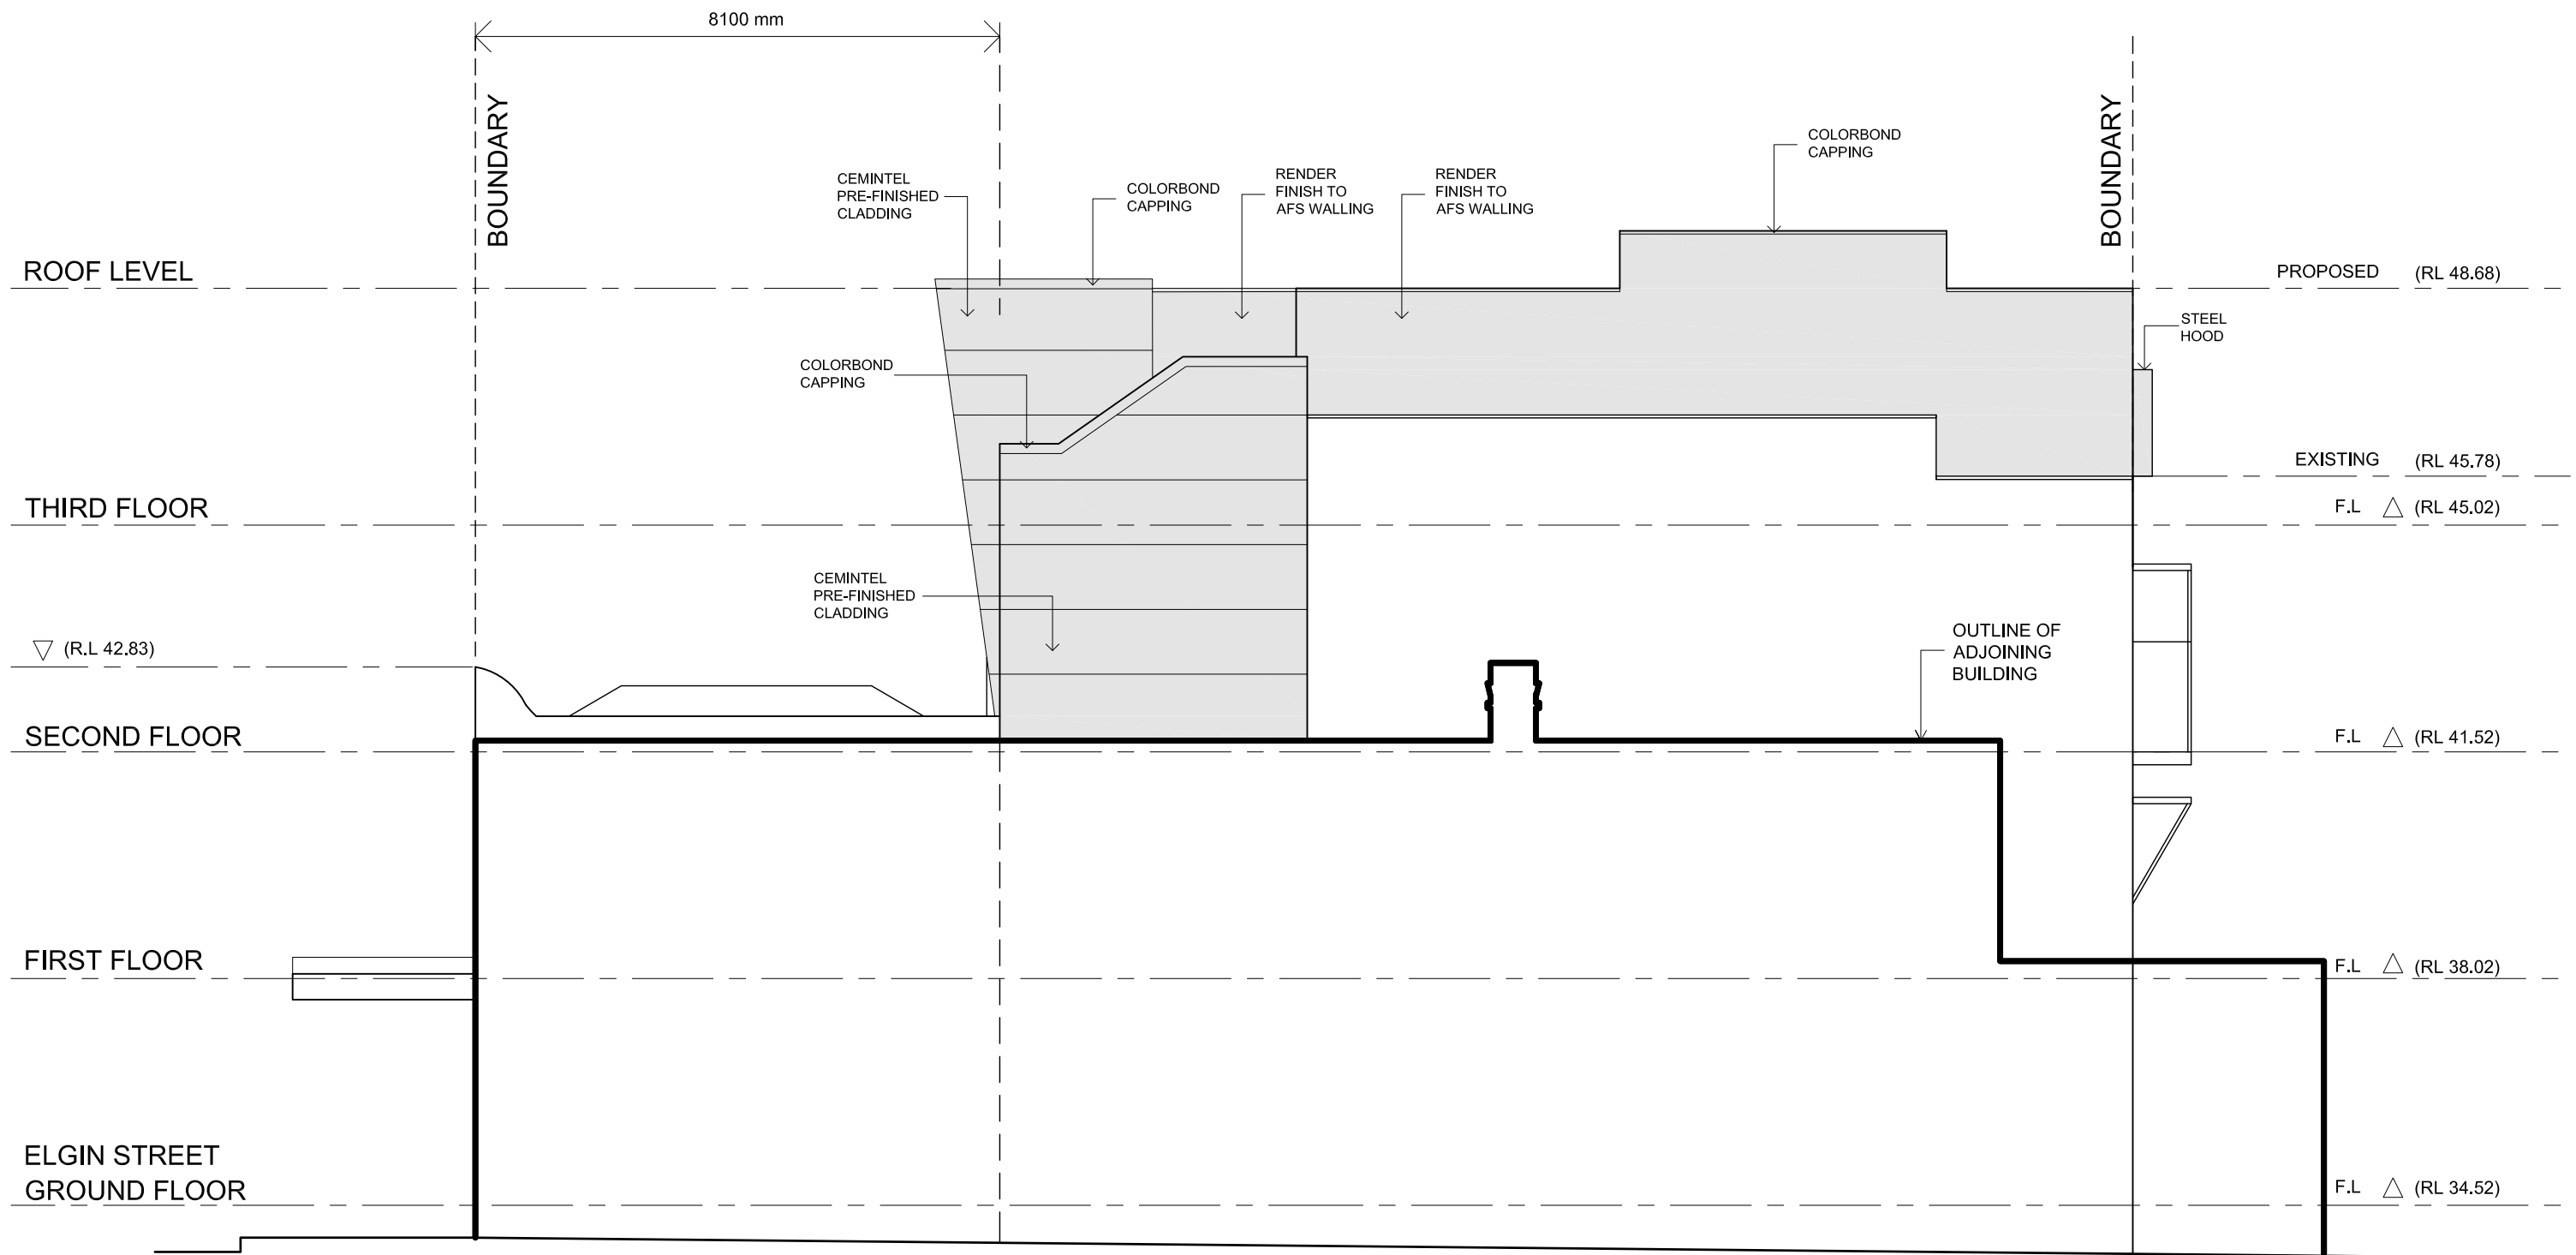 8100 mm
BOUNDARY
BOUNDARY
COLORBOND
CAPPING
CEMINTEL
PRE-FINISHED
CLADDING
COLORBOND
CAPPING
RENDER
FINISH TO
AFS WALLING
RENDER
FINISH TO
AFS WALLING
ROOF LEVEL
PROPOSED (RL 48.68)
STEEL
HOOD
COLORBOND
CAPPING
EXISTING (RL 45.78)
THIRD FLOOR
F.L △ (RL 45.02)
CEMINTEL
PRE-FINISHED
CLADDING
▽ (R.L 42.83)
OUTLINE OF
ADJOINING
BUILDING
SECOND FLOOR
F.L △ (RL 41.52)
FIRST FLOOR
F.L △ (RL 38.02)
ELGIN STREET
GROUND FLOOR
F.L △ (RL 34.52)